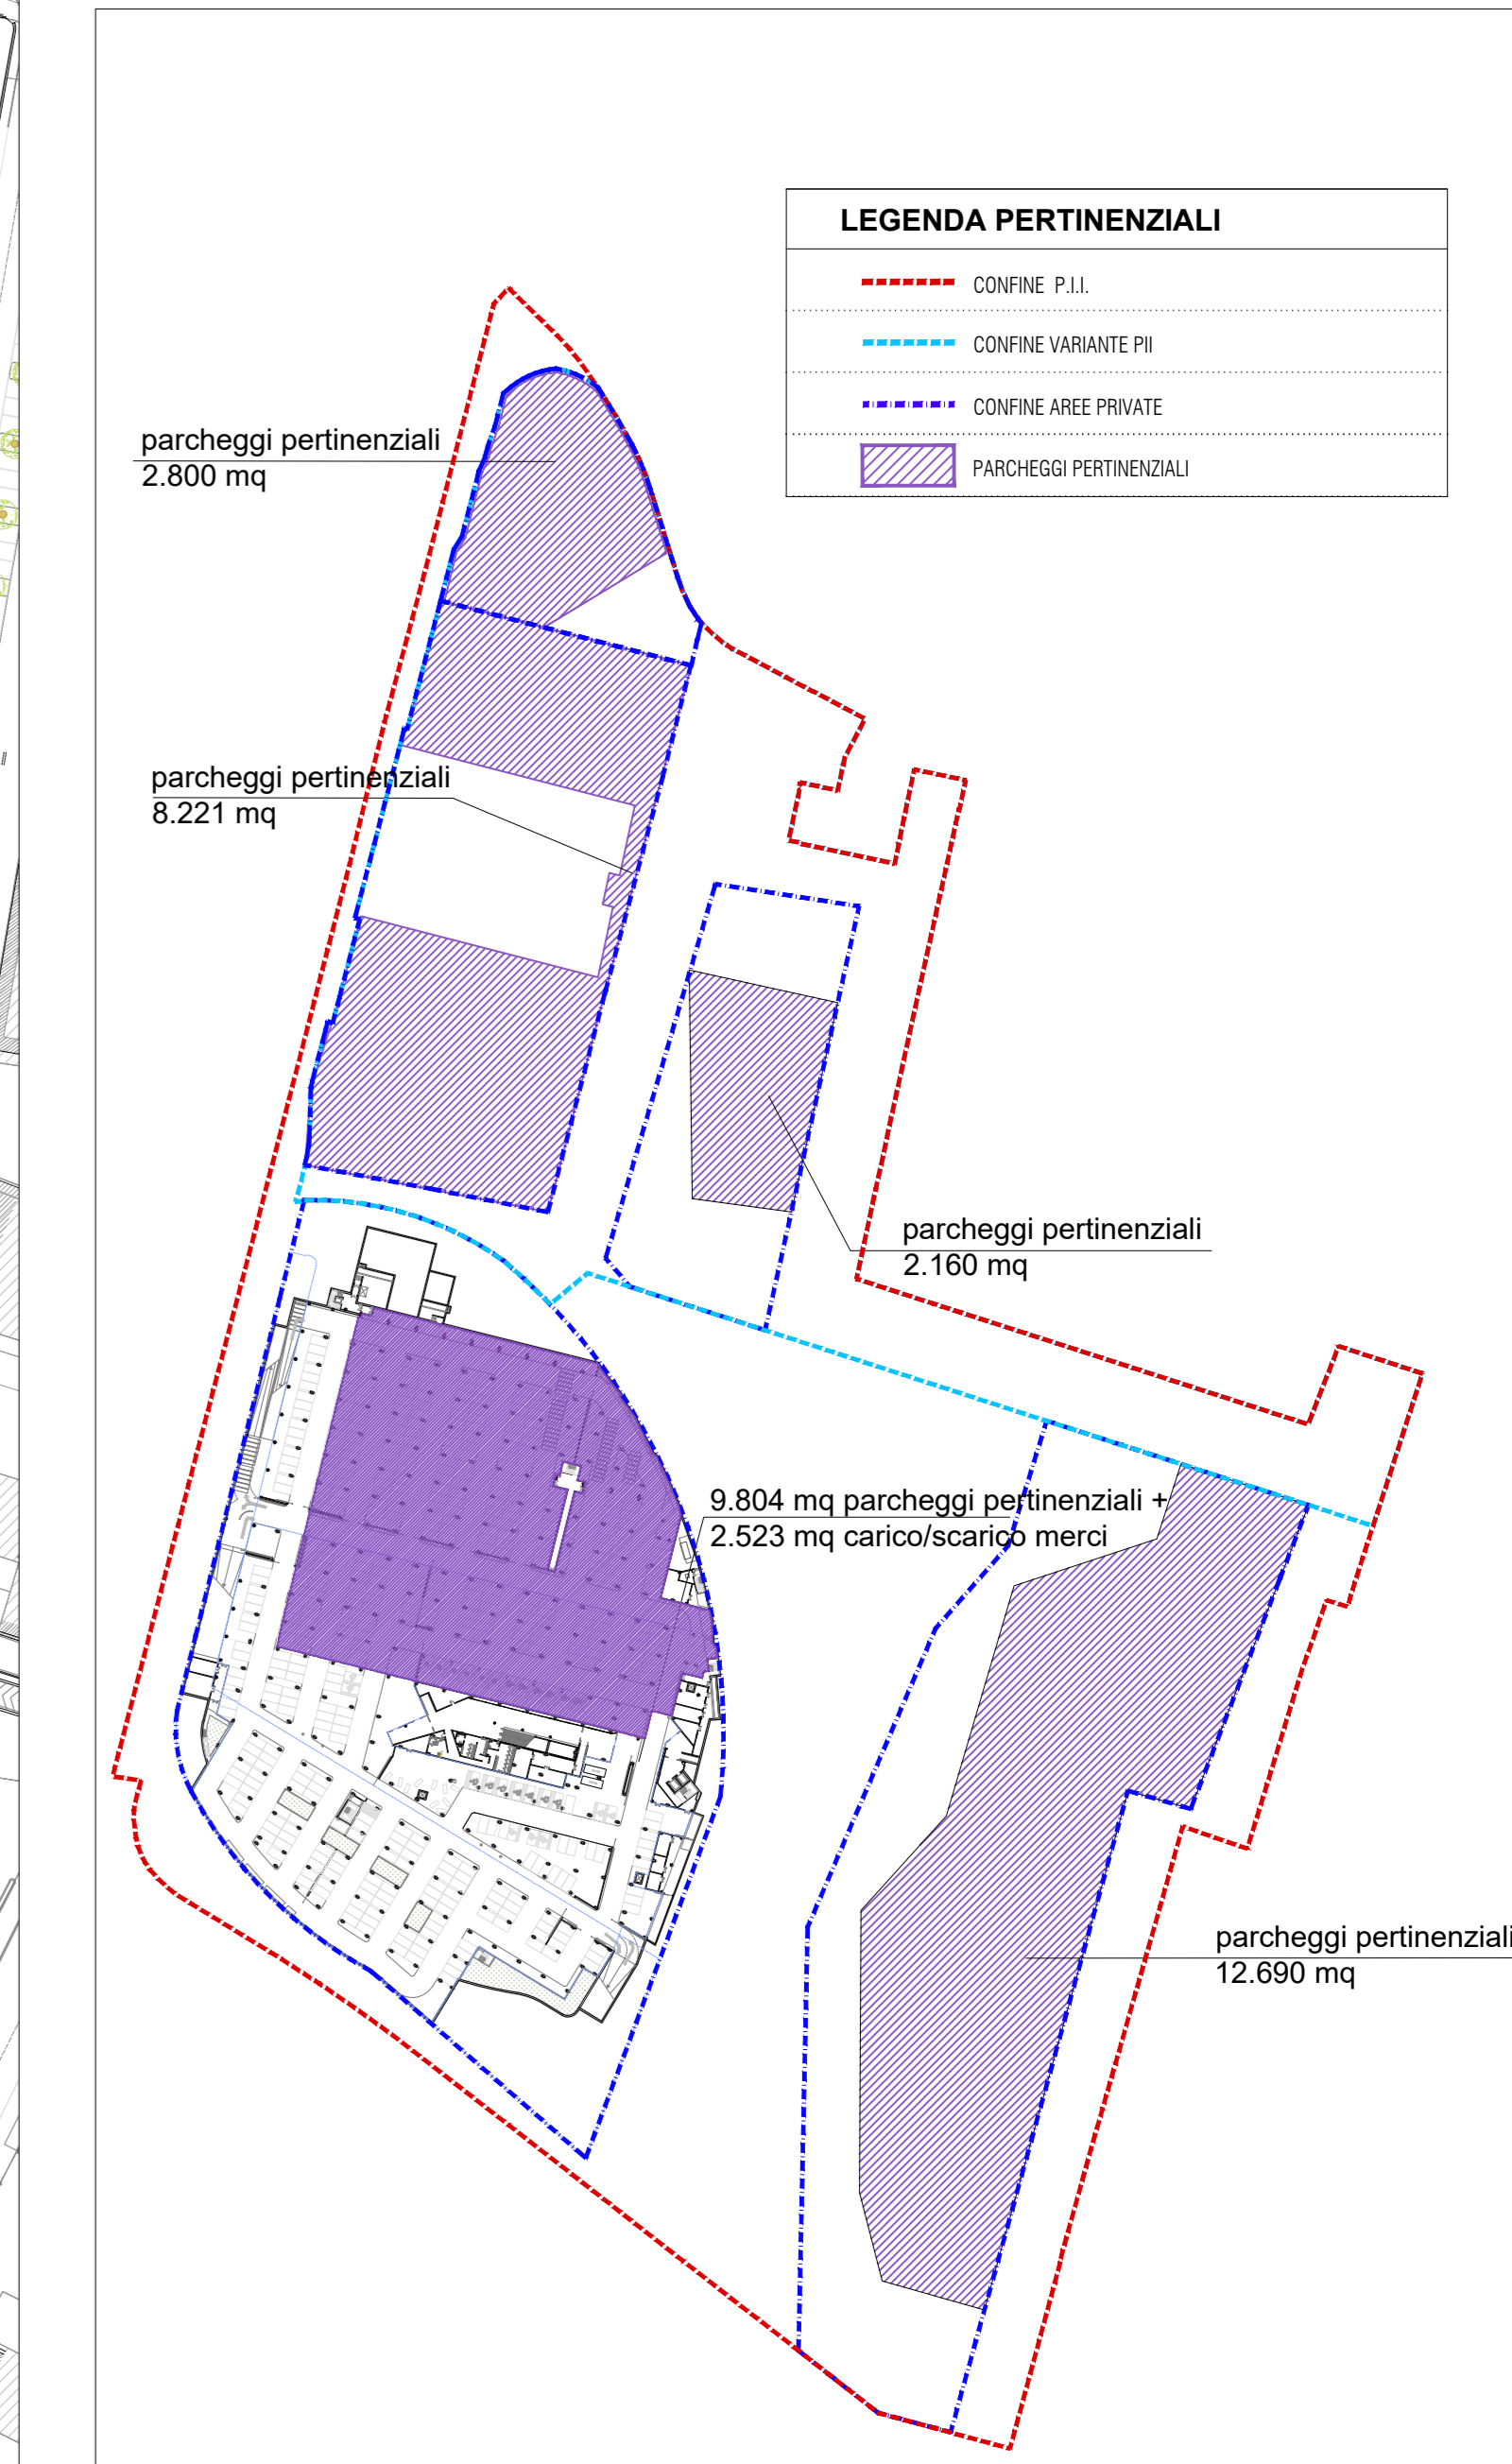 LEGENDA PERTINENZIALI
CONFINE P.I.I.
CONFINE VARIANTE PII
CONFINE AREE PRIVATE
PARCHEGGI PERTINENZIALI
parcheggi pertinenziali
2.800 mq
parcheggi pertinenziali
8.221 mq
parcheggi pertinenziali
2.160 mq
9.804 mq parcheggi pertinenziali +
2.523 mq carico/scarico merci
parcheggi pertinenziali
12.690 mq